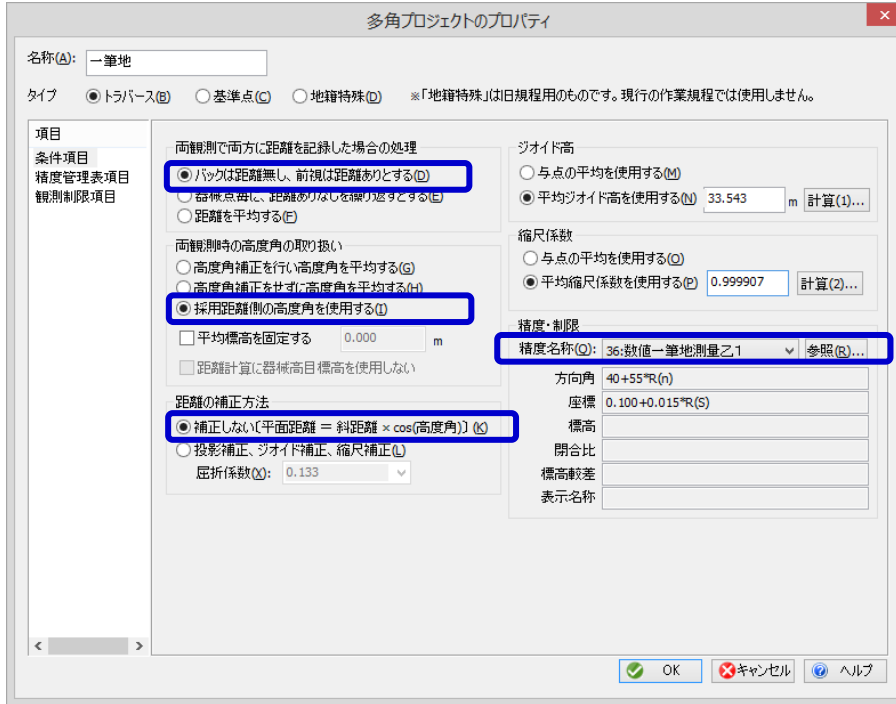 多角プロジェクトのプロパティ
名称(A): 一筆地
タイプ トラバース(B) 基準点(C) 地籍特殊(D) ※「地籍特殊」は旧規程用のものです。現行の作業規程では使用しません。
項目
条件項目
精度管理表項目
観測制限項目
両観測で両方に距離を記録した場合の処理
バックは距離無し、前視は距離ありとする(D)
器械点毎に、距離ありなしを繰り返すとする(E)
距離を平均する(F)
両観測時の高度角の取り扱い
高度角補正を行い高度角を平均する(G)
高度角補正をせずに高度角を平均する(H)
採用距離側の高度角を使用する(I)
平均標高を固定する 0.000 m
距離計算に器械高目標高を使用しない
距離の補正方法
補正しない〔平面距離 = 斜距離 × cos(高度角)〕(K)
投影補正、ジオイド補正、縮尺補正(L)
屈折係数(X): 0.133
ジオイド高
与点の平均を使用する(M)
平均ジオイド高を使用する(N) 33.543 m 計算(1)...
縮尺係数
与点の平均を使用する(O)
平均縮尺係数を使用する(P) 0.999907 計算(2)...
精度・制限
精度名称(Q): 36:数値一筆地測量乙1 参照(R)...
方向角 40+55*R(n)
座標 0.100+0.015*R(S)
標高
閉合比
標高較差
表示名称
OK キャンセル ヘルプ